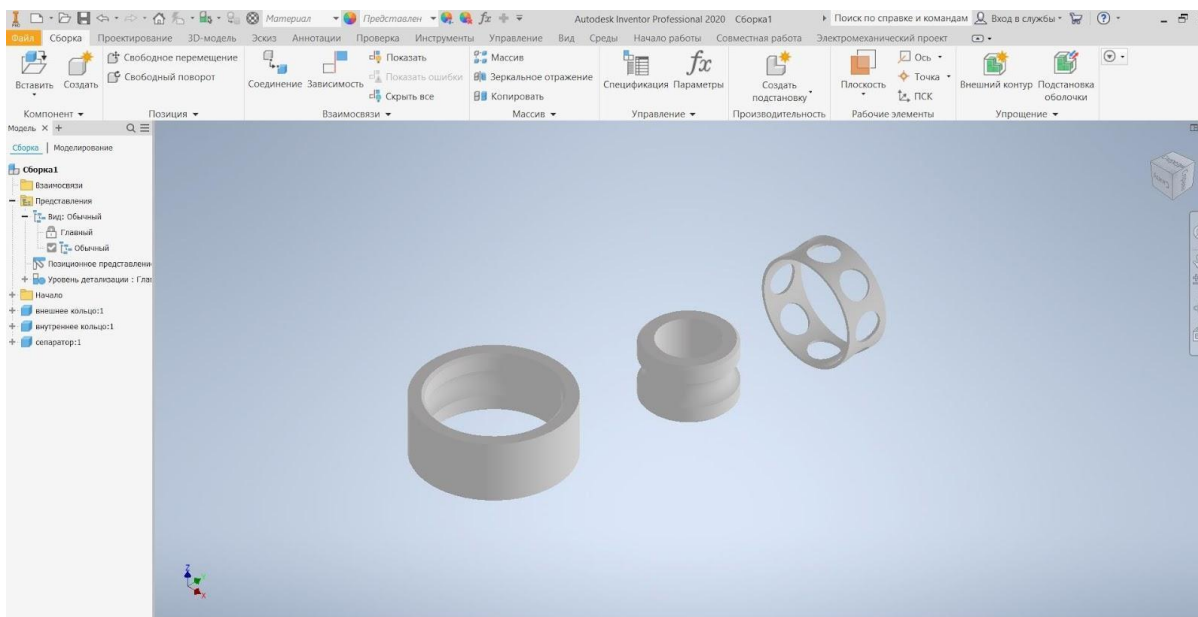 Материал
Представлен
fx
Autodesk Inventor Professional 2020 Сборка1
Поиск по справке и командам
Вход в службы
Файл Сборка Проектирование 3D-модель Эскиз Аннотации Проверка Инструменты Управление Вид Среды Начало работы Совместная работа Электромеханический проект
Вставить
Создать
Свободное перемещение
Свободный поворот
Соединение
Зависимость
Показать
Показать ошибки
Скрыть все
Массив
Зеркальное отражение
Копировать
Спецификация
fx
Параметры
Создать
подстановку
Плоскость
Ось
Точка
ПСК
Внешний контур
Подстановка
оболочки
Компонент
Позиция
Взаимосвязи
Массив
Управление
Производительность
Рабочие элементы
Упрощение
Модель
Сборка | Моделирование
Сборка1
Взаимосвязи
Представления
Вид: Обычный
Главный
Обычный
Позиционное представлени
Уровень детализации : Глав
Начало
внешнее кольцо:1
внутреннее кольцо:1
сепаратор:1
Z
X